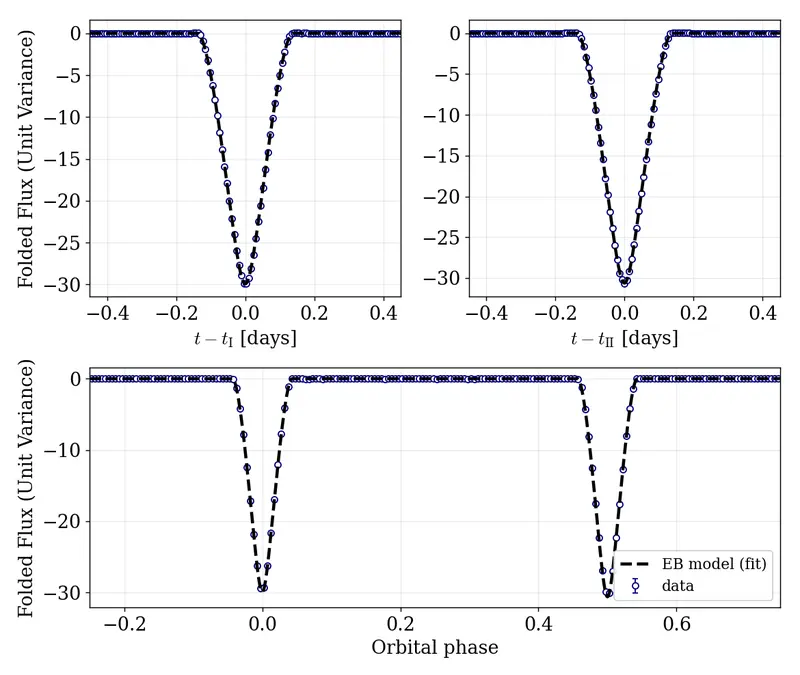 Folded Flux (Unit Variance)
0
−5
−10
−15
−20
−25
−30
−0.4 −0.2 0.0 0.2 0.4
t − tI [days]
0
−5
−10
−15
−20
−25
−30
−0.4 −0.2 0.0 0.2 0.4
t − tII [days]
Folded Flux (Unit Variance)
0
−10
−20
−30
EB model (fit)
data
−0.2 0.0 0.2 0.4 0.6
Orbital phase